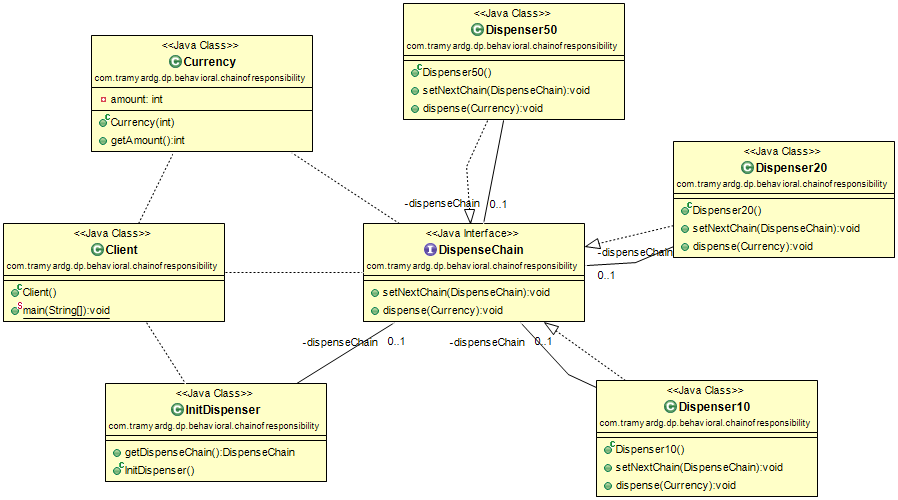 <<Java Class>>
Dispenser50
com.tramyardg.dp.behavioral.chainofresponsibility
Dispenser50()
setNextChain(DispenseChain):void
dispense(Currency):void
<<Java Class>>
Currency
com.tramyardg.dp.behavioral.chainofresponsibility
amount: int
Currency(int)
getAmount():int
<<Java Class>>
Dispenser20
com.tramyardg.dp.behavioral.chainofresponsibility
Dispenser20()
setNextChain(DispenseChain):void
dispense(Currency):void
-dispenseChain 0..1
-dispenseChain
0..1
<<Java Class>>
Client
com.tramyardg.dp.behavioral.chainofresponsibility
Client()
main(String[]):void
<<Java Interface>>
DispenseChain
com.tramyardg.dp.behavioral.chainofresponsibility
setNextChain(DispenseChain):void
dispense(Currency):void
-dispenseChain 0..1
-dispenseChain 0..1
<<Java Class>>
InitDispenser
com.tramyardg.dp.behavioral.chainofresponsibility
getDispenseChain():DispenseChain
InitDispenser()
<<Java Class>>
Dispenser10
com.tramyardg.dp.behavioral.chainofresponsibility
Dispenser10()
setNextChain(DispenseChain):void
dispense(Currency):void